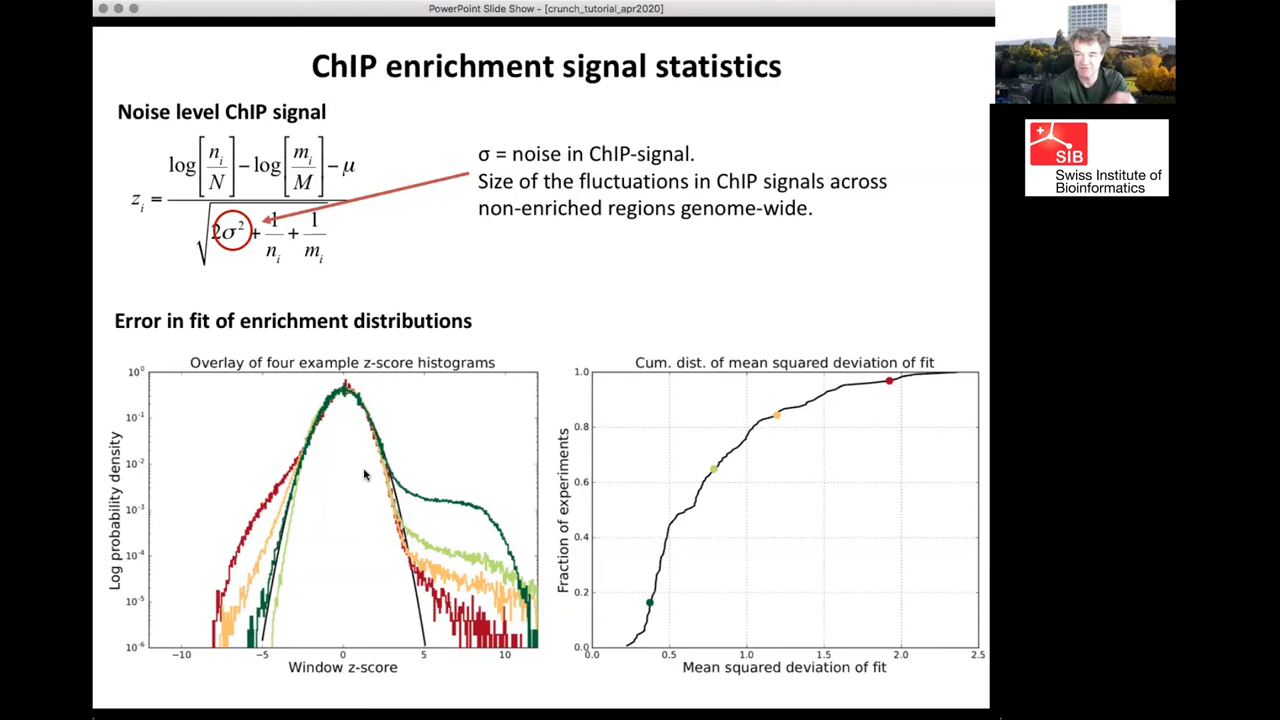 PowerPoint Slide Show - [crunch_tutorial_apr2020]
ChIP enrichment signal statistics
Noise level ChIP signal
z_i = (log[n_i/N] − log[m_i/M] − μ) / √(2σ² + 1/n_i + 1/m_i)
σ = noise in ChIP-signal.
Size of the fluctuations in ChIP signals across
non-enriched regions genome-wide.
SIB
Swiss Institute of
Bioinformatics
Error in fit of enrichment distributions
Overlay of four example z-score histograms
Log probability density
10^0
10^-1
10^-2
10^-3
10^-4
10^-5
10^-6
−10 −5 0 5 10
Window z-score
Cum. dist. of mean squared deviation of fit
Fraction of experiments
1.0
0.8
0.6
0.4
0.2
0.0
0.0 0.5 1.0 1.5 2.0 2.5
Mean squared deviation of fit